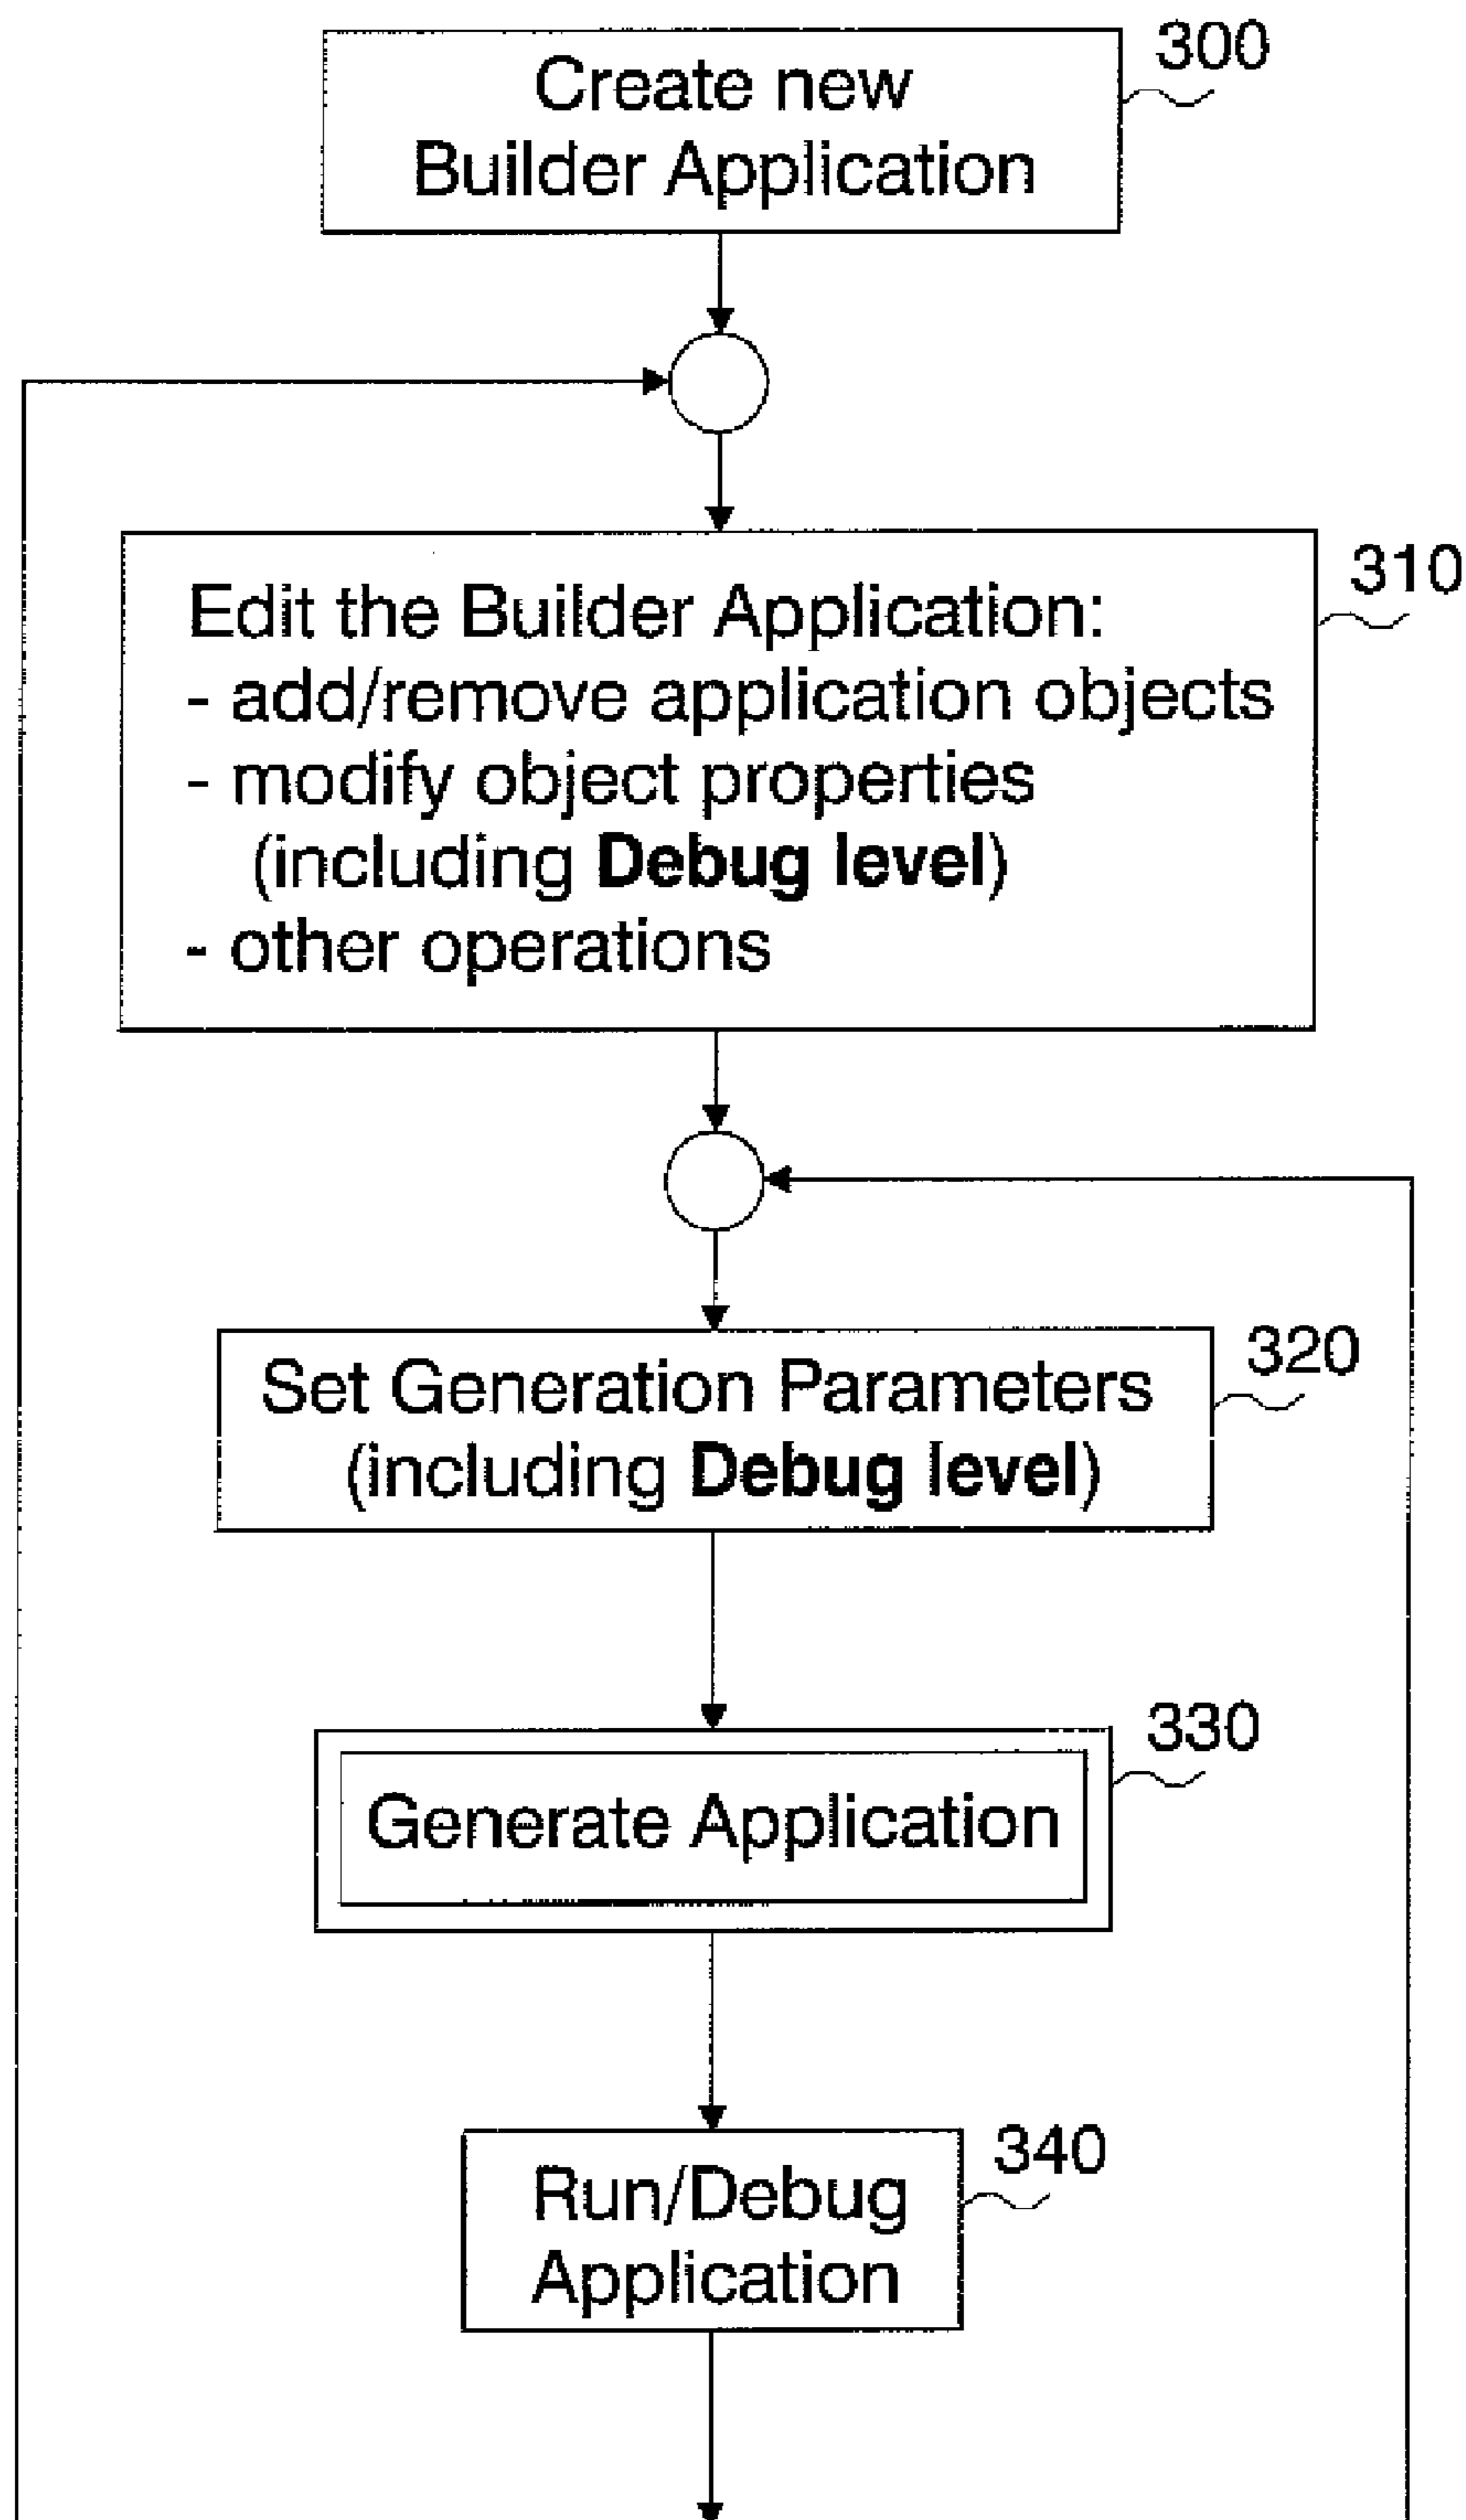 300
Create new
Builder Application
310
Edit the Builder Application:
- add/remove application objects
- modify object properties
(including Debug level)
- other operations
320
Set Generation Parameters
(including Debug level)
330
Generate Application
340
Run/Debug
Application